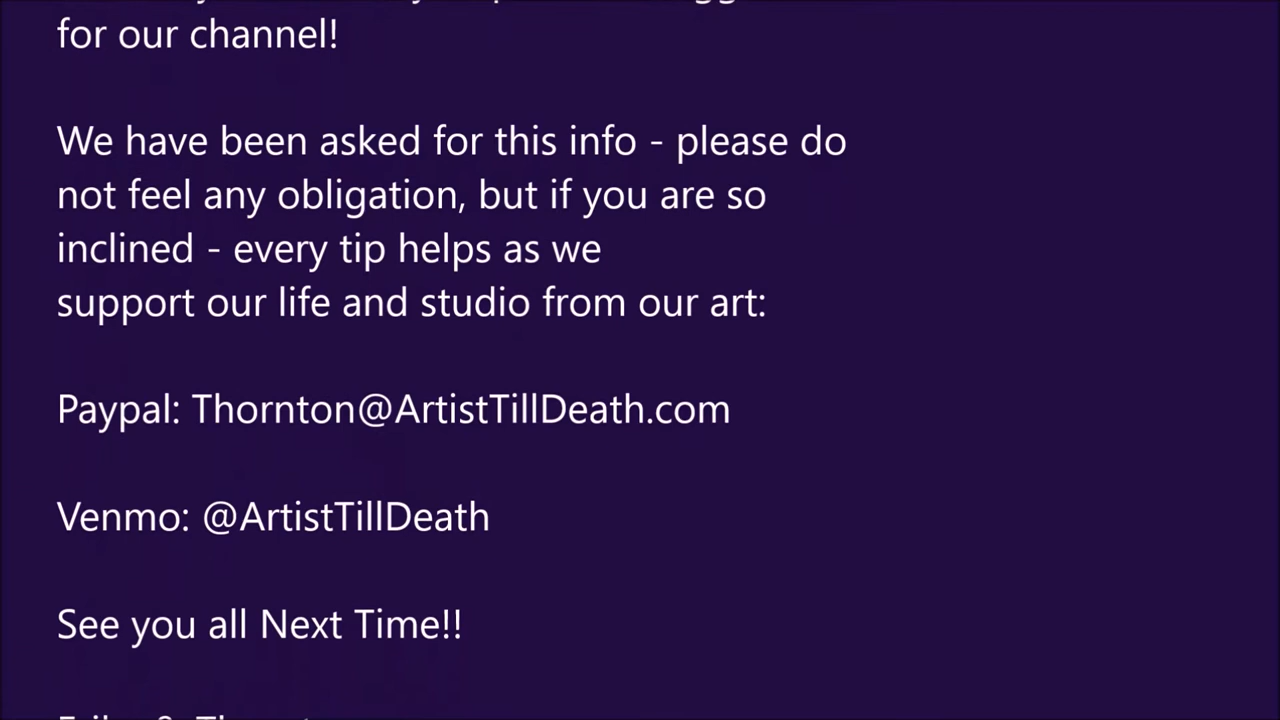 for our channel!
We have been asked for this info - please do
not feel any obligation, but if you are so
inclined - every tip helps as we
support our life and studio from our art:
Paypal: Thornton@ArtistTillDeath.com
Venmo: @ArtistTillDeath
See you all Next Time!!